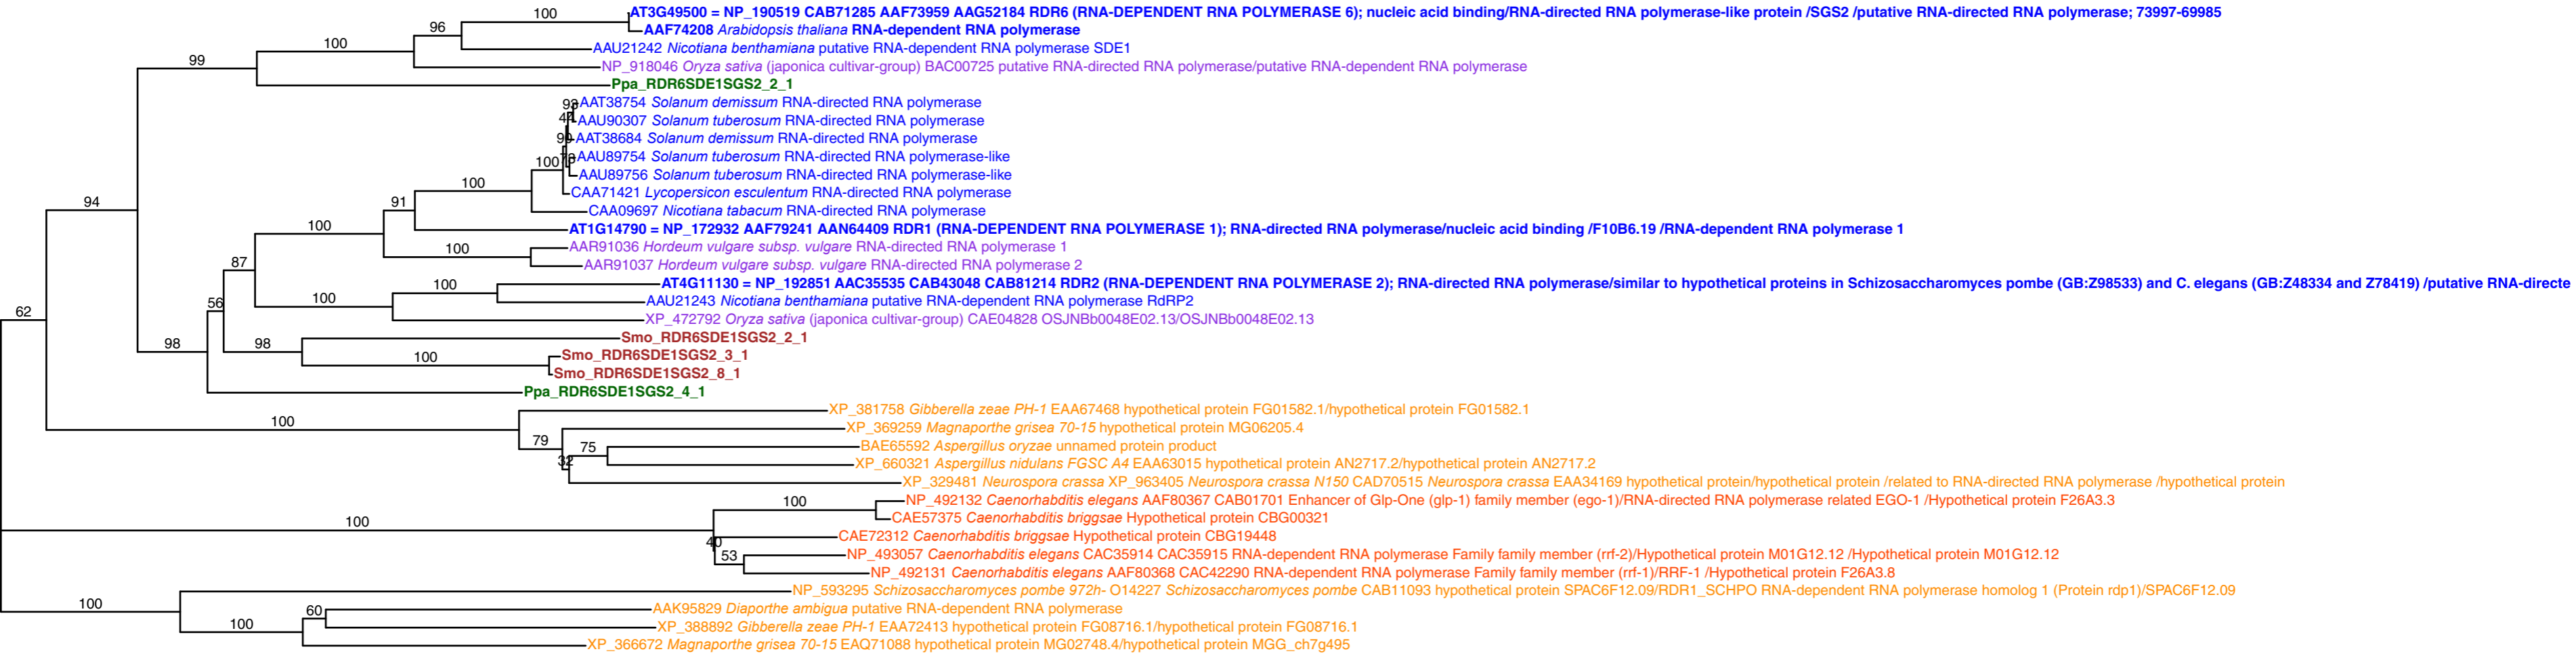 100
AT3G49500 = NP_190519 CAB71285 AAF73959 AAG52184 RDR6 (RNA-DEPENDENT RNA POLYMERASE 6); nucleic acid binding/RNA-directed RNA polymerase-like protein /SGS2 /putative RNA-directed RNA polymerase; 73997-69985
96
AAF74208 Arabidopsis thaliana RNA-dependent RNA polymerase
100
AAU21242 Nicotiana benthamiana putative RNA-dependent RNA polymerase SDE1
99
NP_918046 Oryza sativa (japonica cultivar-group) BAC00725 putative RNA-directed RNA polymerase/putative RNA-dependent RNA polymerase
Ppa_RDR6SDE1SGS2_2_1
AAT38754 Solanum demissum RNA-directed RNA polymerase
AAU90307 Solanum tuberosum RNA-directed RNA polymerase
AAT38684 Solanum demissum RNA-directed RNA polymerase
AAU89754 Solanum tuberosum RNA-directed RNA polymerase-like
100
AAU89756 Solanum tuberosum RNA-directed RNA polymerase-like
100
CAA71421 Lycopersicon esculentum RNA-directed RNA polymerase
94
91
CAA09697 Nicotiana tabacum RNA-directed RNA polymerase
100
AT1G14790 = NP_172932 AAF79241 AAN64409 RDR1 (RNA-DEPENDENT RNA POLYMERASE 1); RNA-directed RNA polymerase/nucleic acid binding /F10B6.19 /RNA-dependent RNA polymerase 1
100
AAR91036 Hordeum vulgare subsp. vulgare RNA-directed RNA polymerase 1
87
AAR91037 Hordeum vulgare subsp. vulgare RNA-directed RNA polymerase 2
100
AT4G11130 = NP_192851 AAC35535 CAB43048 CAB81214 RDR2 (RNA-DEPENDENT RNA POLYMERASE 2); RNA-directed RNA polymerase/similar to hypothetical proteins in Schizosaccharomyces pombe (GB:Z98533) and C. elegans (GB:Z48334 and Z78419) /putative RNA-directe
56
100
AAU21243 Nicotiana benthamiana putative RNA-dependent RNA polymerase RdRP2
62
XP_472792 Oryza sativa (japonica cultivar-group) CAE04828 OSJNBb0048E02.13/OSJNBb0048E02.13
98
98
Smo_RDR6SDE1SGS2_2_1
100
Smo_RDR6SDE1SGS2_3_1
Smo_RDR6SDE1SGS2_8_1
Ppa_RDR6SDE1SGS2_4_1
100
XP_381758 Gibberella zeae PH-1 EAA67468 hypothetical protein FG01582.1/hypothetical protein FG01582.1
XP_369259 Magnaporthe grisea 70-15 hypothetical protein MG06205.4
79
75
BAE65592 Aspergillus oryzae unnamed protein product
32
XP_660321 Aspergillus nidulans FGSC A4 EAA63015 hypothetical protein AN2717.2/hypothetical protein AN2717.2
XP_329481 Neurospora crassa XP_963405 Neurospora crassa N150 CAD70515 Neurospora crassa EAA34169 hypothetical protein/hypothetical protein /related to RNA-directed RNA polymerase /hypothetical protein
100
NP_492132 Caenorhabditis elegans AAF80367 CAB01701 Enhancer of Glp-One (glp-1) family member (ego-1)/RNA-directed RNA polymerase related EGO-1 /Hypothetical protein F26A3.3
100
CAE57375 Caenorhabditis briggsae Hypothetical protein CBG00321
40
CAE72312 Caenorhabditis briggsae Hypothetical protein CBG19448
53
NP_493057 Caenorhabditis elegans CAC35914 CAC35915 RNA-dependent RNA polymerase Family family member (rrf-2)/Hypothetical protein M01G12.12 /Hypothetical protein M01G12.12
NP_492131 Caenorhabditis elegans AAF80368 CAC42290 RNA-dependent RNA polymerase Family family member (rrf-1)/RRF-1 /Hypothetical protein F26A3.8
NP_593295 Schizosaccharomyces pombe 972h- O14227 Schizosaccharomyces pombe CAB11093 hypothetical protein SPAC6F12.09/RDR1_SCHPO RNA-dependent RNA polymerase homolog 1 (Protein rdp1)/SPAC6F12.09
100
60
AAK95829 Diaporthe ambigua putative RNA-dependent RNA polymerase
100
XP_388892 Gibberella zeae PH-1 EAA72413 hypothetical protein FG08716.1/hypothetical protein FG08716.1
XP_366672 Magnaporthe grisea 70-15 EAQ71088 hypothetical protein MG02748.4/hypothetical protein MGG_ch7g495